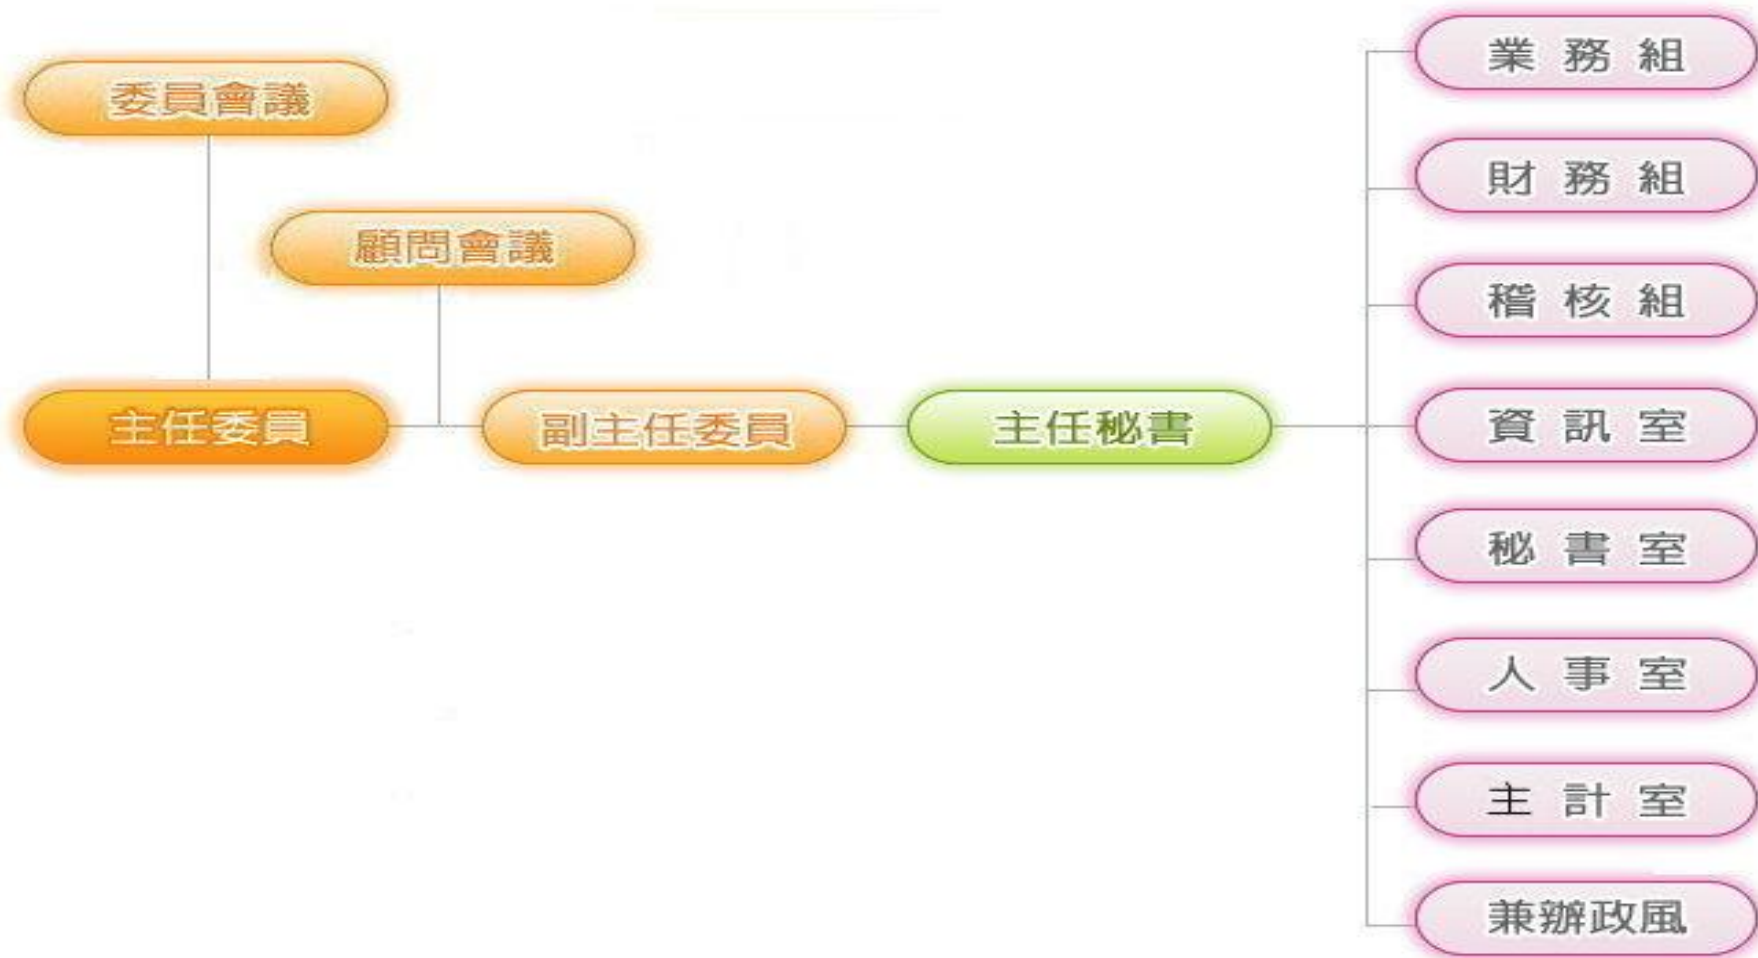 委員會議
顧問會議
主任委員
副主任委員
主任秘書
業務組
財務組
稽核組
資訊室
秘書室
人事室
主計室
兼辦政風